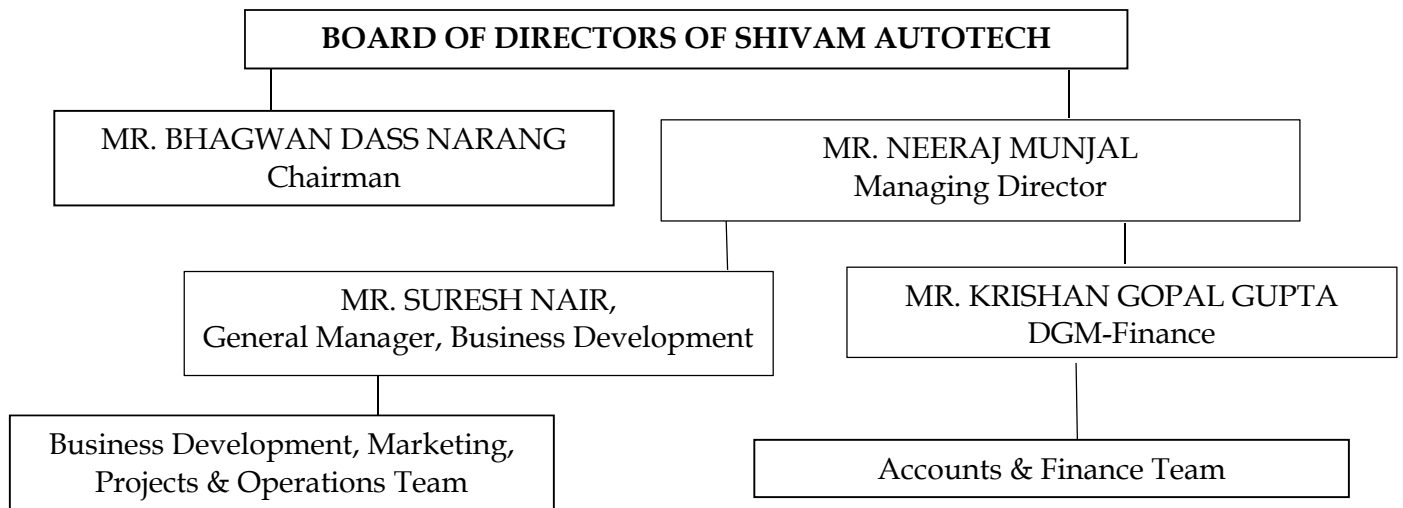 BOARD OF DIRECTORS OF SHIVAM AUTOTECH
MR. BHAGWAN DASS NARANG
Chairman
MR. NEERAJ MUNJAL
Managing Director
MR. SURESH NAIR,
General Manager, Business Development
MR. KRISHAN GOPAL GUPTA
DGM-Finance
Business Development, Marketing,
Projects & Operations Team
Accounts & Finance Team